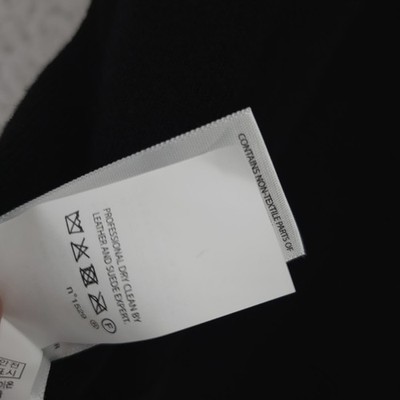 CONTAINS NON-TEXTILE PARTS OF
PROFESSIONAL DRY CLEAN BY
LEATHER AND SUEDE EXPERT.
F